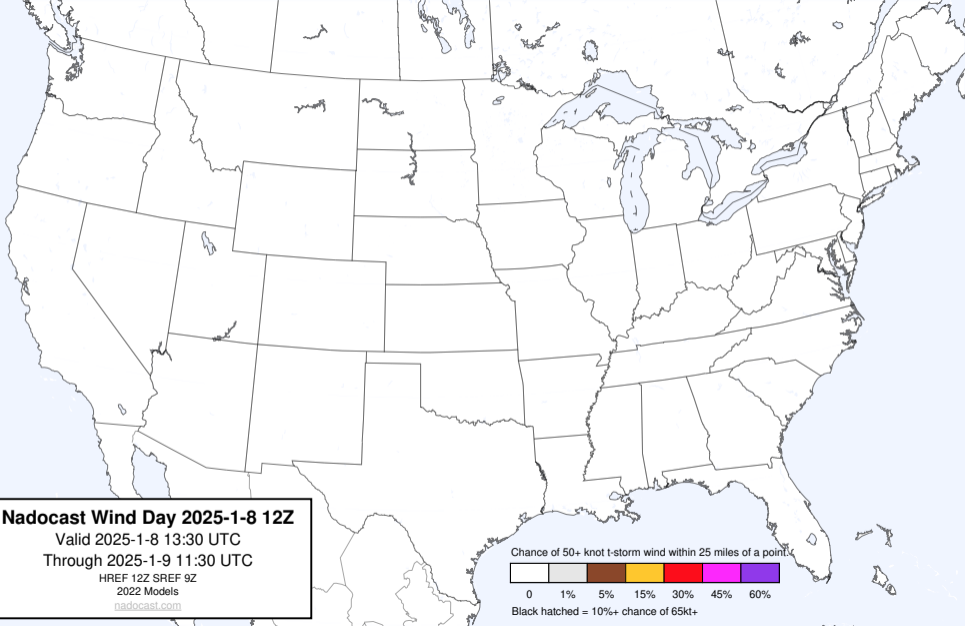 Nadocast Wind Day 2025-1-8 12Z
Valid 2025-1-8 13:30 UTC
Through 2025-1-9 11:30 UTC
HREF 12Z SREF 9Z
2022 Models
nadocast.com
Chance of 50+ knot t-storm wind within 25 miles of a point.
0 1% 5% 15% 30% 45% 60%
Black hatched = 10%+ chance of 65kt+